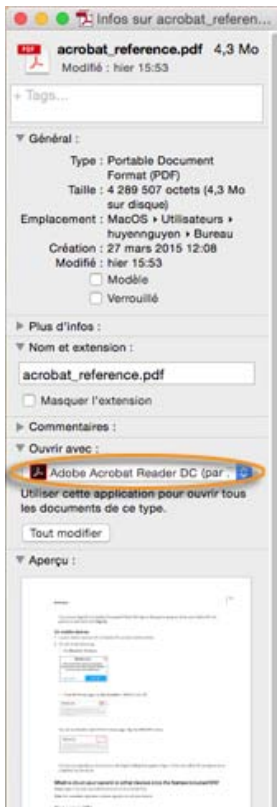 Infos sur acrobat_referen...
PDF
acrobat_reference.pdf 4,3 Mo
Modifié : hier 15:53
+ Tags...
Général :
Type : Portable Document
Format (PDF)
Taille : 4 289 507 octets (4,3 Mo
sur disque)
Emplacement : MacOS ▸ Utilisateurs ▸
huyennguyen ▸ Bureau
Création : 27 mars 2015 12:08
Modifié : hier 15:53
Modèle
Verrouillé
Plus d'infos :
Nom et extension :
acrobat_reference.pdf
Masquer l'extension
Commentaires :
Ouvrir avec :
Adobe Acrobat Reader DC (par .
Utiliser cette application pour ouvrir tous
les documents de ce type.
Tout modifier
Aperçu :